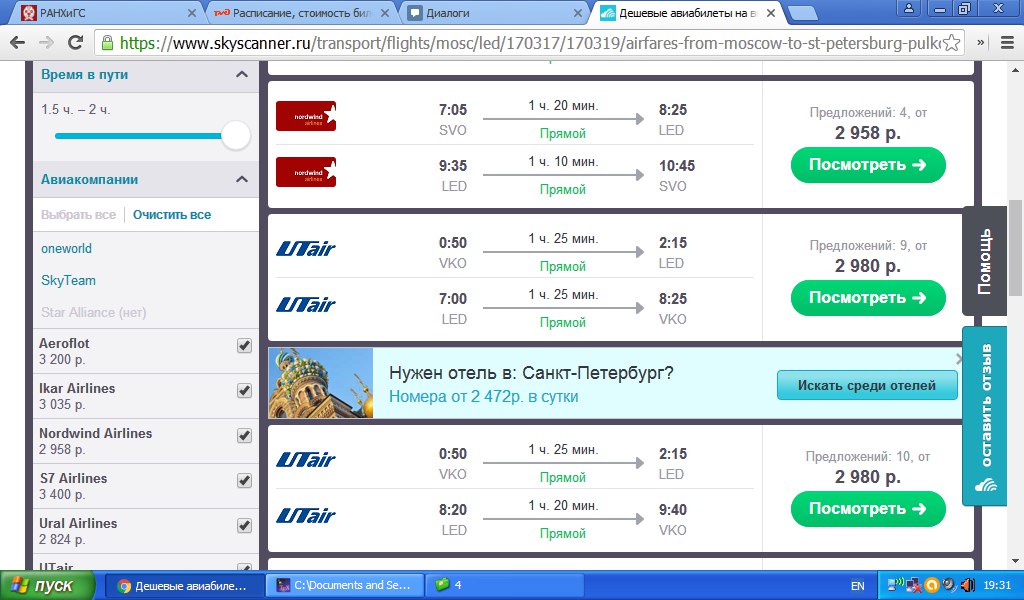 РАНХиГС
Расписание, стоимость бил
Диалоги
Дешевые авиабилеты на в
https://www.skyscanner.ru/transport/flights/mosc/led/170317/170319/airfares-from-moscow-to-st-petersburg-pulk
Время в пути
1.5 ч. – 2 ч.
Авиакомпании
Выбрать все
Очистить все
oneworld
SkyTeam
Star Alliance (нет)
Aeroflot
3 200 р.
Ikar Airlines
3 035 р.
Nordwind Airlines
2 958 р.
S7 Airlines
3 400 р.
Ural Airlines
2 824 р.
UTair
nordwind
airlines
7:05
SVO
1 ч. 20 мин.
Прямой
8:25
LED
nordwind
airlines
9:35
LED
1 ч. 10 мин.
Прямой
10:45
SVO
Предложений: 4, от
2 958 р.
Посмотреть →
UTair
0:50
VKO
1 ч. 25 мин.
Прямой
2:15
LED
UTair
7:00
LED
1 ч. 25 мин.
Прямой
8:25
VKO
Предложений: 9, от
2 980 р.
Посмотреть →
Нужен отель в: Санкт-Петербург?
Номера от 2 472р. в сутки
Искать среди отелей
UTair
0:50
VKO
1 ч. 25 мин.
Прямой
2:15
LED
UTair
8:20
LED
1 ч. 20 мин.
Прямой
9:40
VKO
Предложений: 10, от
2 980 р.
Посмотреть →
Помощь
оставить отзыв
пуск
Дешевые авиабиле...
C:\Documents and Se...
4
EN
19:31